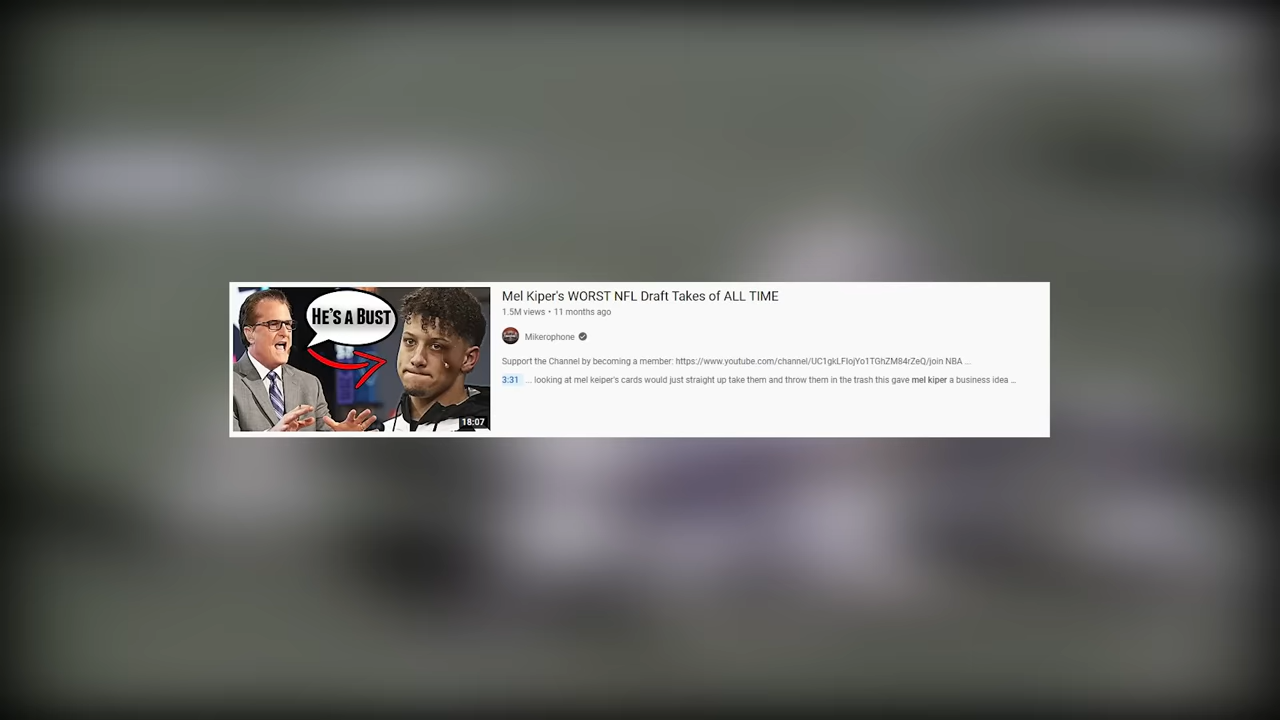 HE'S A BUST
18:07
Mel Kiper's WORST NFL Draft Takes of ALL TIME
1.5M views • 11 months ago
Mikerophone
Support the Channel by becoming a member: https://www.youtube.com/channel/UC1gkLFIojYo1TGhZM84rZeQ/join NBA ...
3:31 ... looking at mel keiper's cards would just straight up take them and throw them in the trash this gave mel kiper a business idea ...